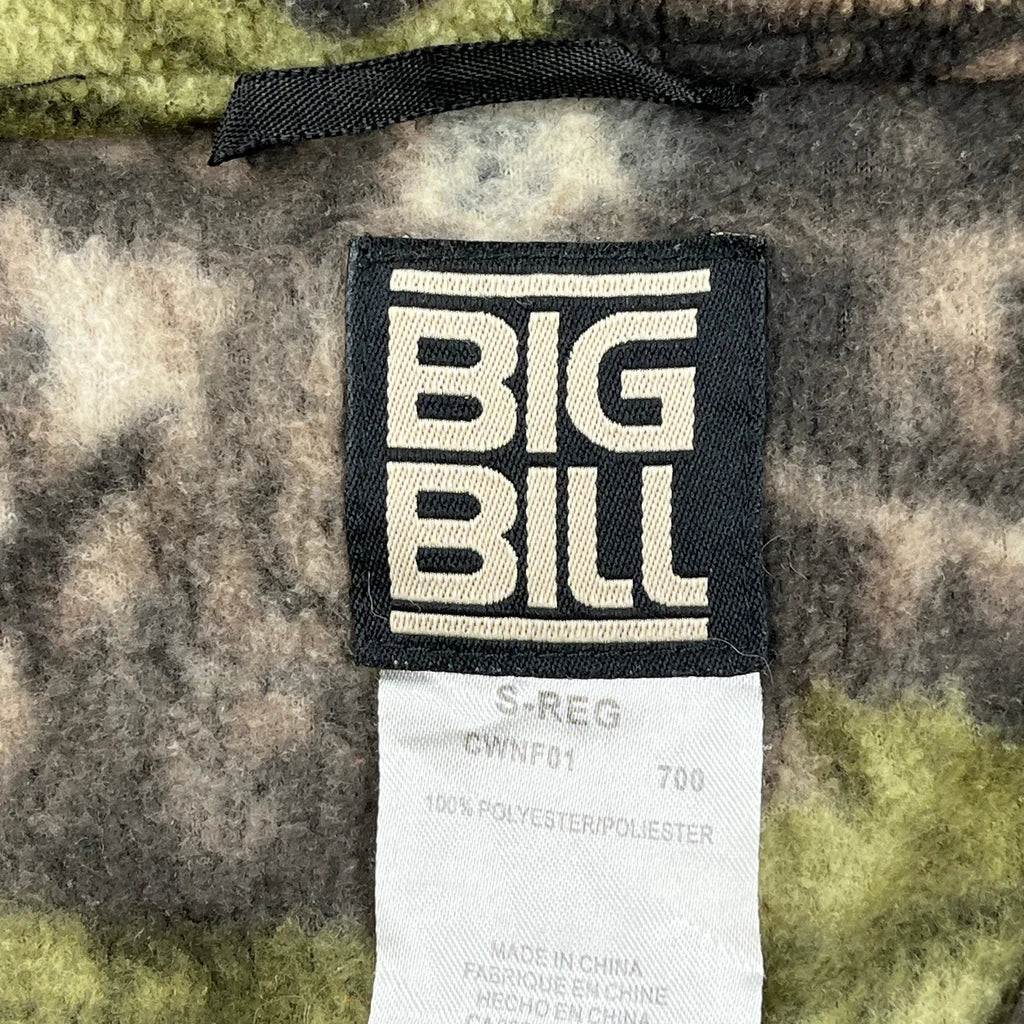 BIG
BILL
S-REG
CWNF01 700
100% POLYESTER/POLIESTER
MADE IN CHINA
FABRIQUE EN CHINE
HECHO EN CHINA